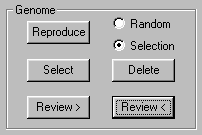 Genome
Reproduce
Random
Selection
Select
Delete
Review >
Review <